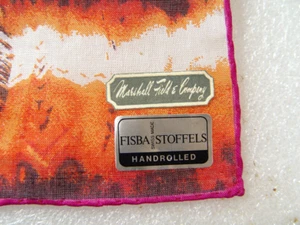 Marshall Field & Company
FISBA STOFFELS
HANDROLLED